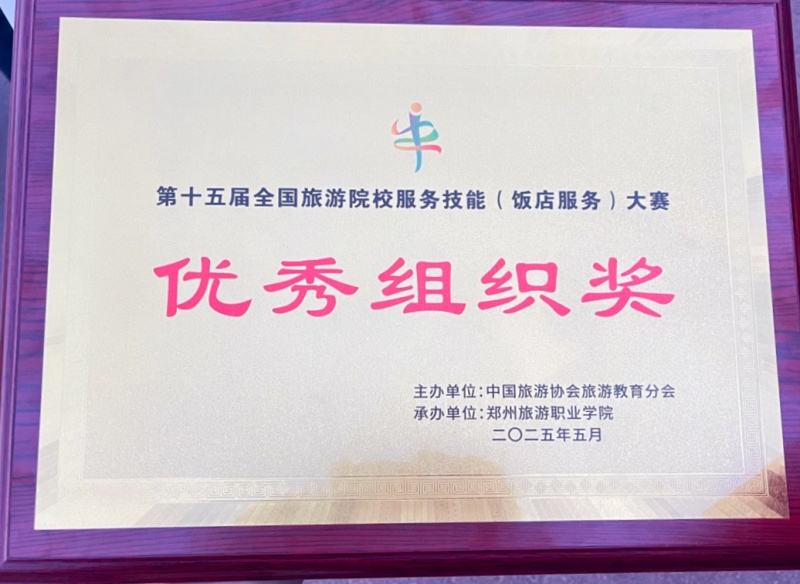 第十五届全国旅游院校服务技能（饭店服务）大赛
优秀组织奖
主办单位:中国旅游协会旅游教育分会
承办单位:郑州旅游职业学院
二〇二五年五月